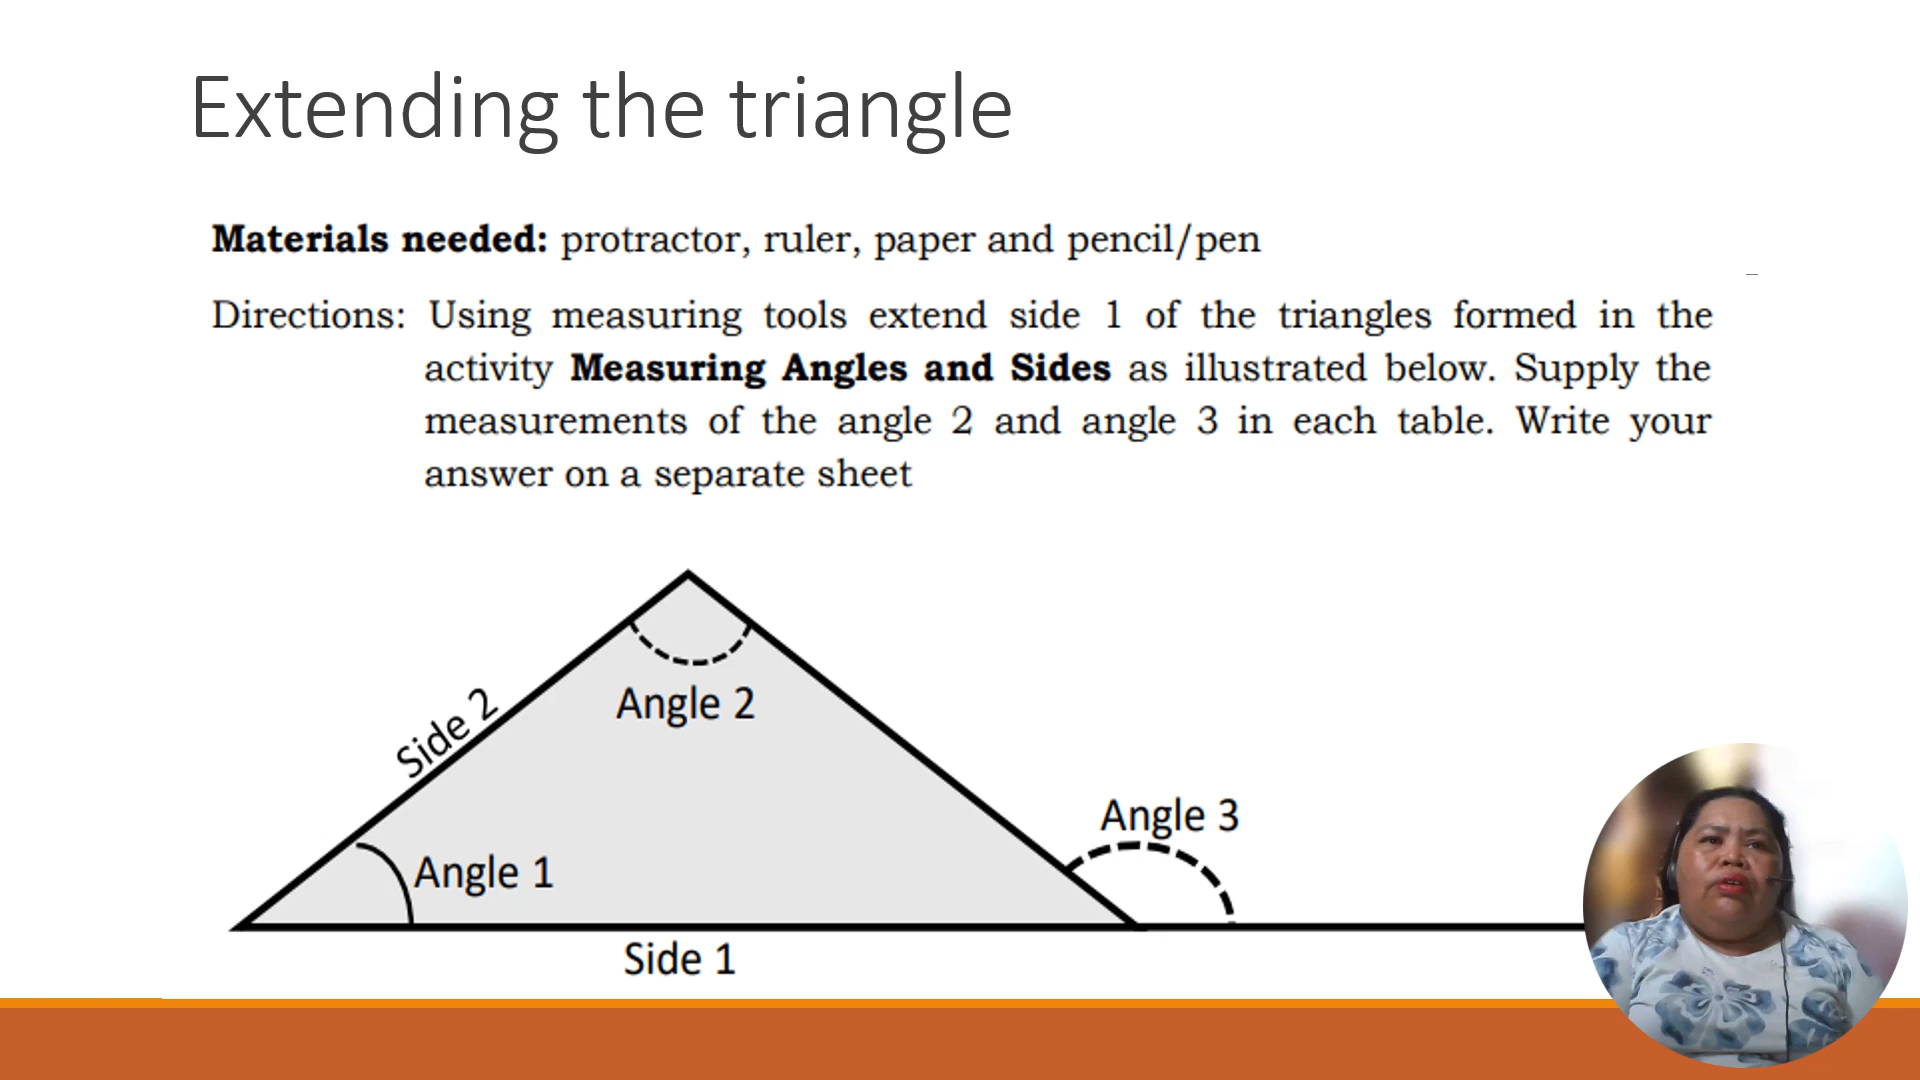 Extending the triangle
Materials needed: protractor, ruler, paper and pencil/pen
Directions: Using measuring tools extend side 1 of the triangles formed in the
activity Measuring Angles and Sides as illustrated below. Supply the
measurements of the angle 2 and angle 3 in each table. Write your
answer on a separate sheet
Side 2
Angle 2
Angle 3
Angle 1
Side 1